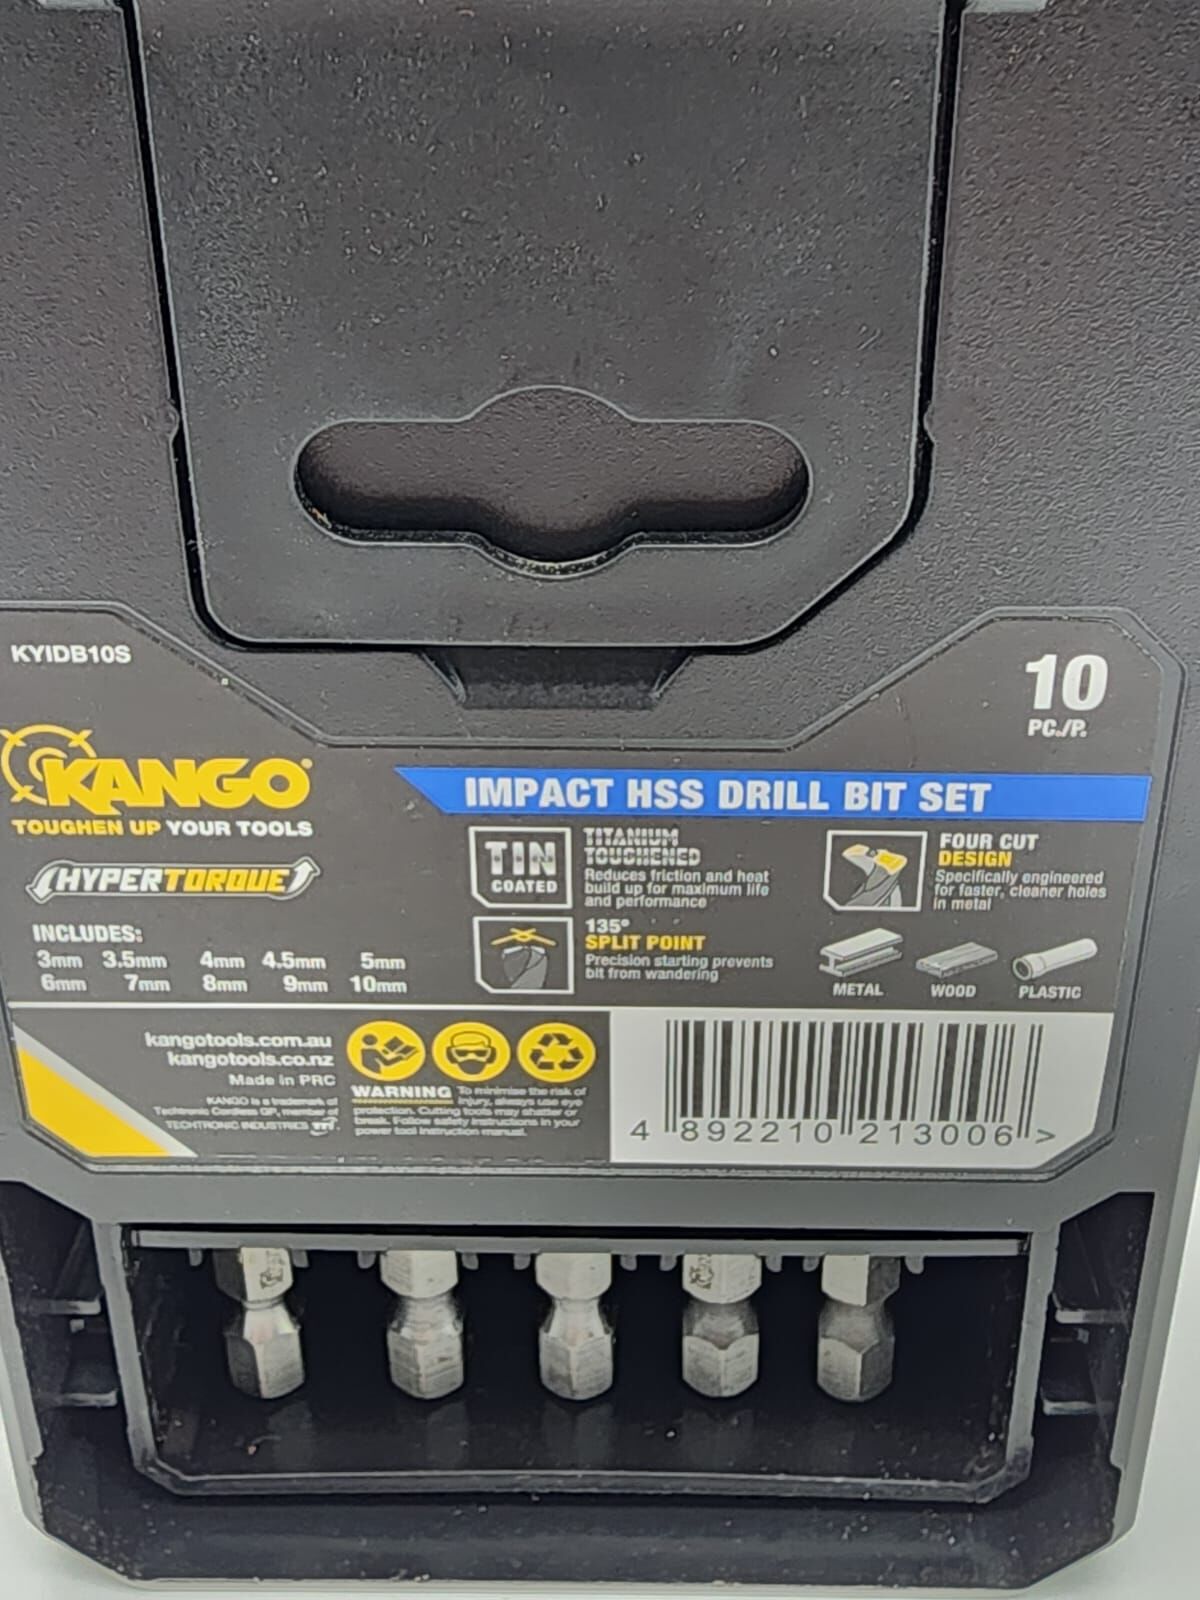 KYIDB10S
10
PC./P.
KANGO®
TOUGHEN UP YOUR TOOLS
HYPERTORQUE
INCLUDES:
3mm 3.5mm 4mm 4.5mm 5mm
6mm 7mm 8mm 9mm 10mm
IMPACT HSS DRILL BIT SET
TIN
COATED
TITANIUM
TOUGHENED
Reduces friction and heat
build up for maximum life
and performance
135°
SPLIT POINT
Precision starting prevents
bit from wandering
FOUR CUT
DESIGN
Specifically engineered
for faster, cleaner holes
in metal
METAL WOOD PLASTIC
kangotools.com.au
kangotools.co.nz
Made in PRC
KANGO is a trademark of
Techtronic Cordless GP, member of
TECHTRONIC INDUSTRIES TTI.
WARNING To minimise the risk of
injury, always use eye
protection. Cutting tools may shatter or
break. Follow safety instructions in your
power tool instruction manual.
4 892210 213006 >